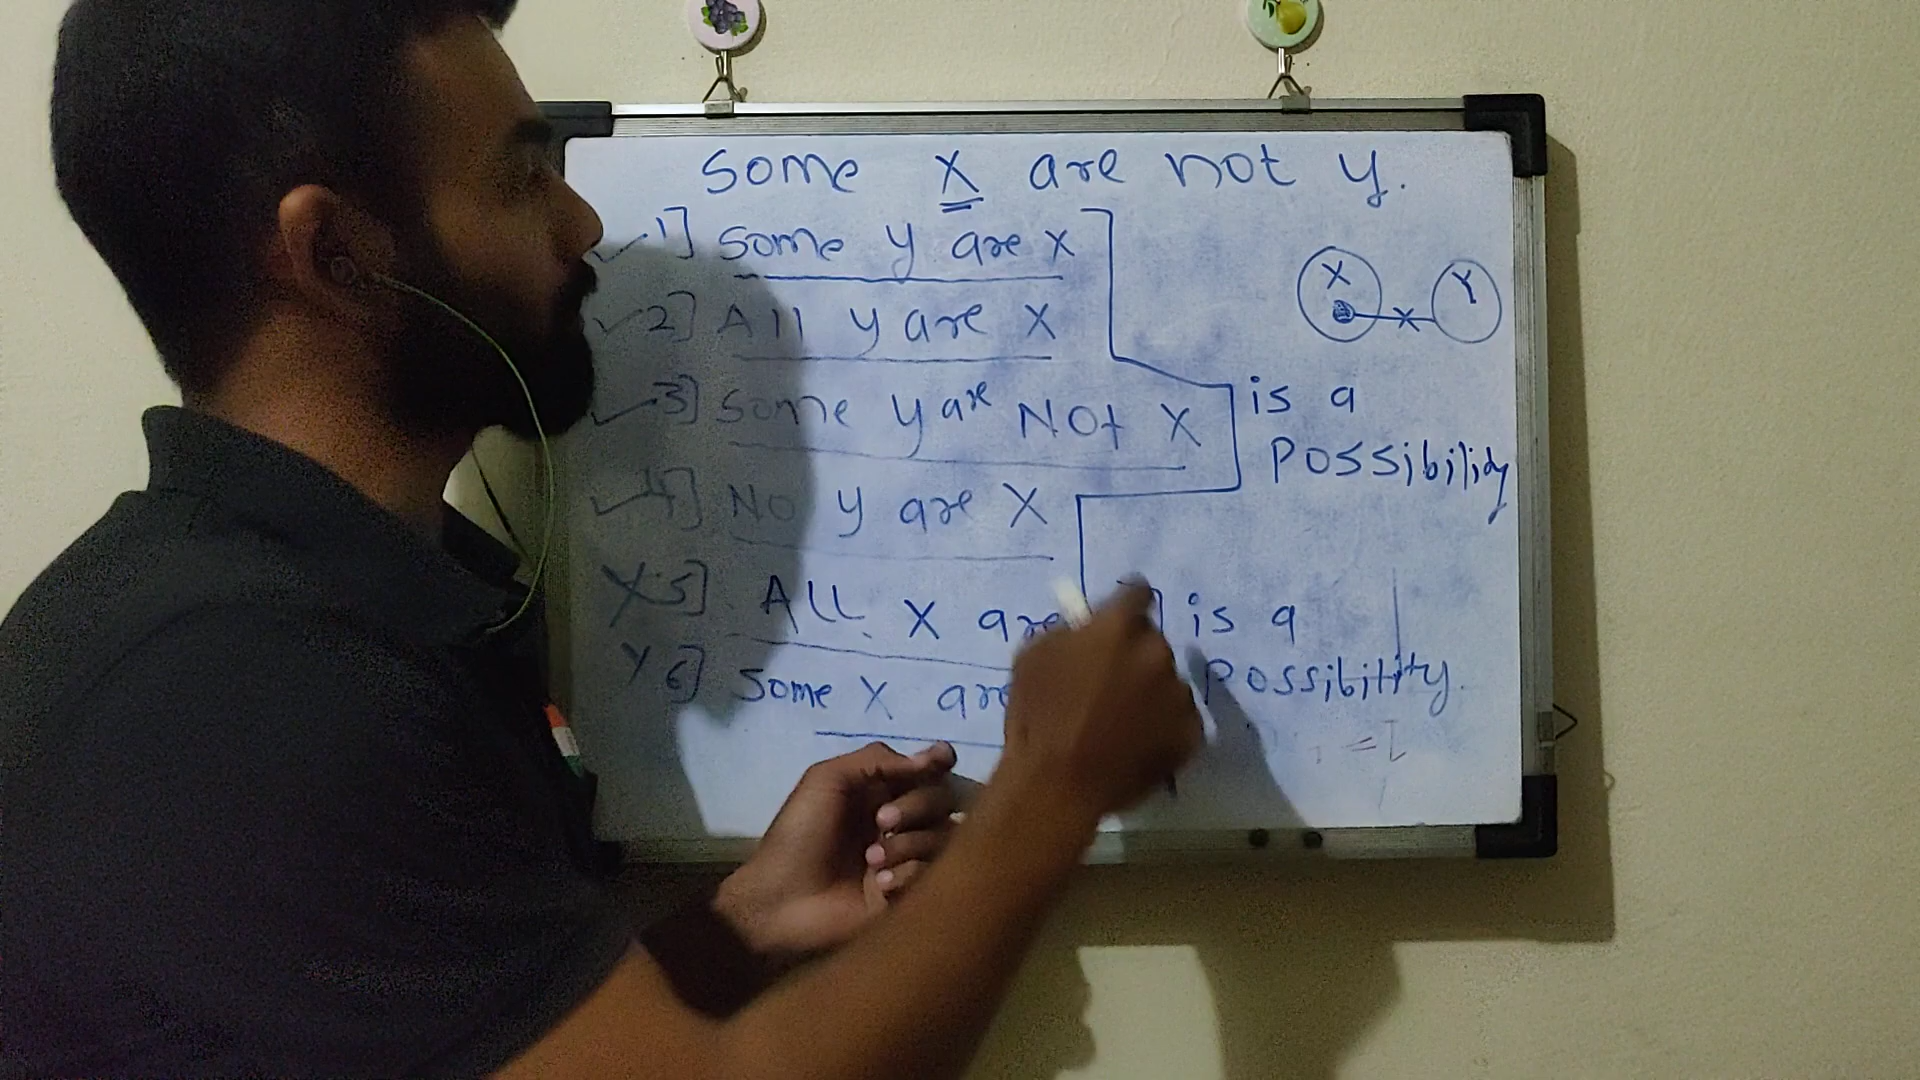 Some X are not y.
✓1] Some y are X
✓2] All y are X
✓3] Some y are NOt X
is a
POSSibility
✓4] No y are X
X5] ALL X are
is a
Possibility.
6] Some X are
X
Y
X